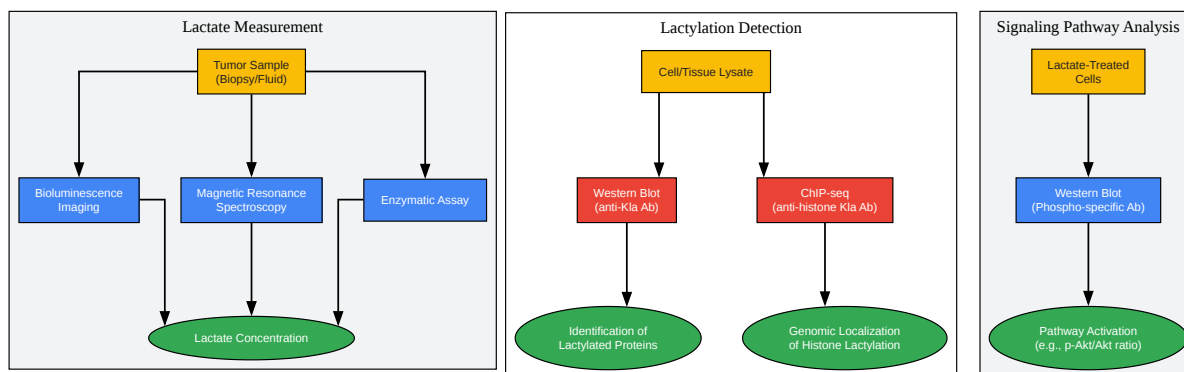 Lactate Measurement
Tumor Sample
(Biopsy/Fluid)
Bioluminescence
Imaging
Magnetic Resonance
Spectroscopy
Enzymatic Assay
Lactate Concentration
Lactylation Detection
Cell/Tissue Lysate
Western Blot
(anti-Kla Ab)
ChIP-seq
(anti-histone Kla Ab)
Identification of
Lactylated Proteins
Genomic Localization
of Histone Lactylation
Signaling Pathway Analysis
Lactate-Treated
Cells
Western Blot
(Phospho-specific Ab)
Pathway Activation
(e.g., p-Akt/Akt ratio)